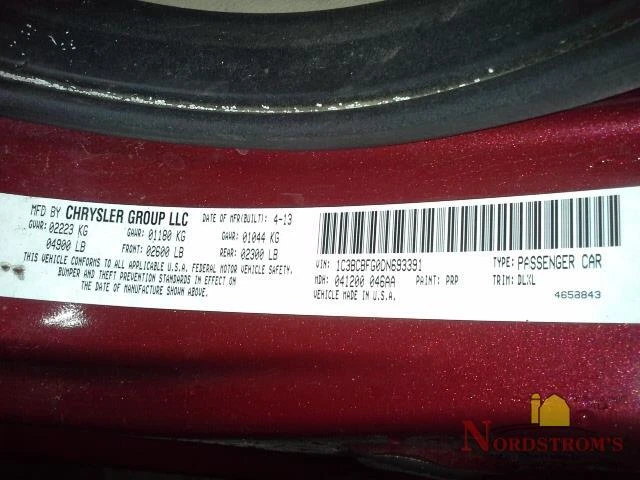 MFD BY CHRYSLER GROUP LLC DATE OF MFR(BUILT): 4-13
GVWR: 02223 KG GAWR: 01180 KG GAWR: 01044 KG
04900 LB FRONT: 02600 LB REAR: 02300 LB
THIS VEHICLE CONFORMS TO ALL APPLICABLE U.S.A. FEDERAL MOTOR VEHICLE SAFETY,
BUMPER AND THEFT PREVENTION STANDARDS IN EFFECT ON
THE DATE OF MANUFACTURE SHOWN ABOVE.
VIN: 1C3BCBFG0DN693391 TYPE: PASSENGER CAR
MDH: 041200 046AA PAINT: PRP TRIM: DLXL
VEHICLE MADE IN U.S.A. 4658843
NORDSTROM'S